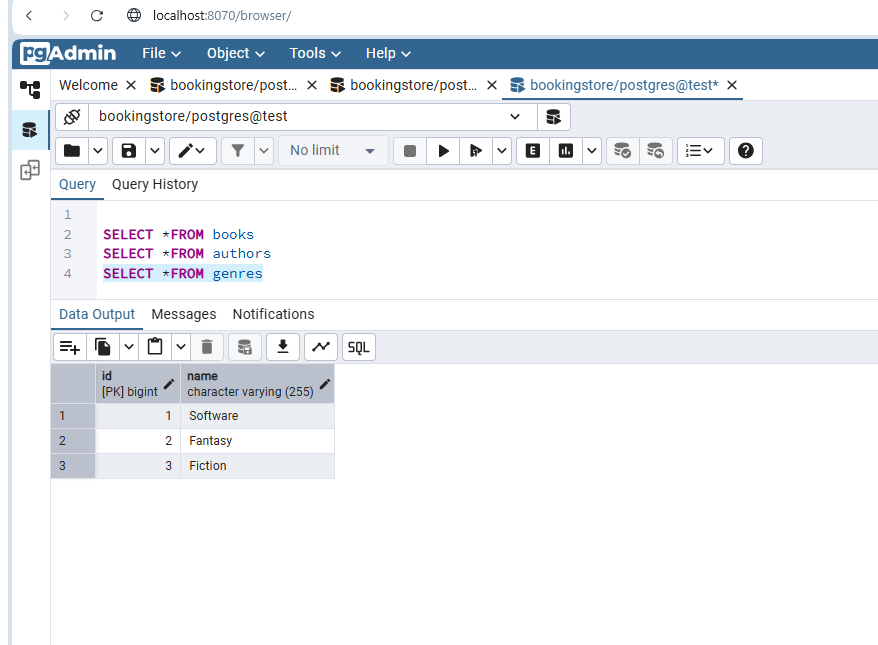 localhost:8070/browser/
pgAdmin File Object Tools Help
Welcome bookingstore/post... bookingstore/post... bookingstore/postgres@test*
bookingstore/postgres@test
No limit E
Query Query History
1
2 SELECT *FROM books
3 SELECT *FROM authors
4 SELECT *FROM genres
Data Output Messages Notifications
SQL
id name
[PK] bigint character varying (255)
1 1 Software
2 2 Fantasy
3 3 Fiction